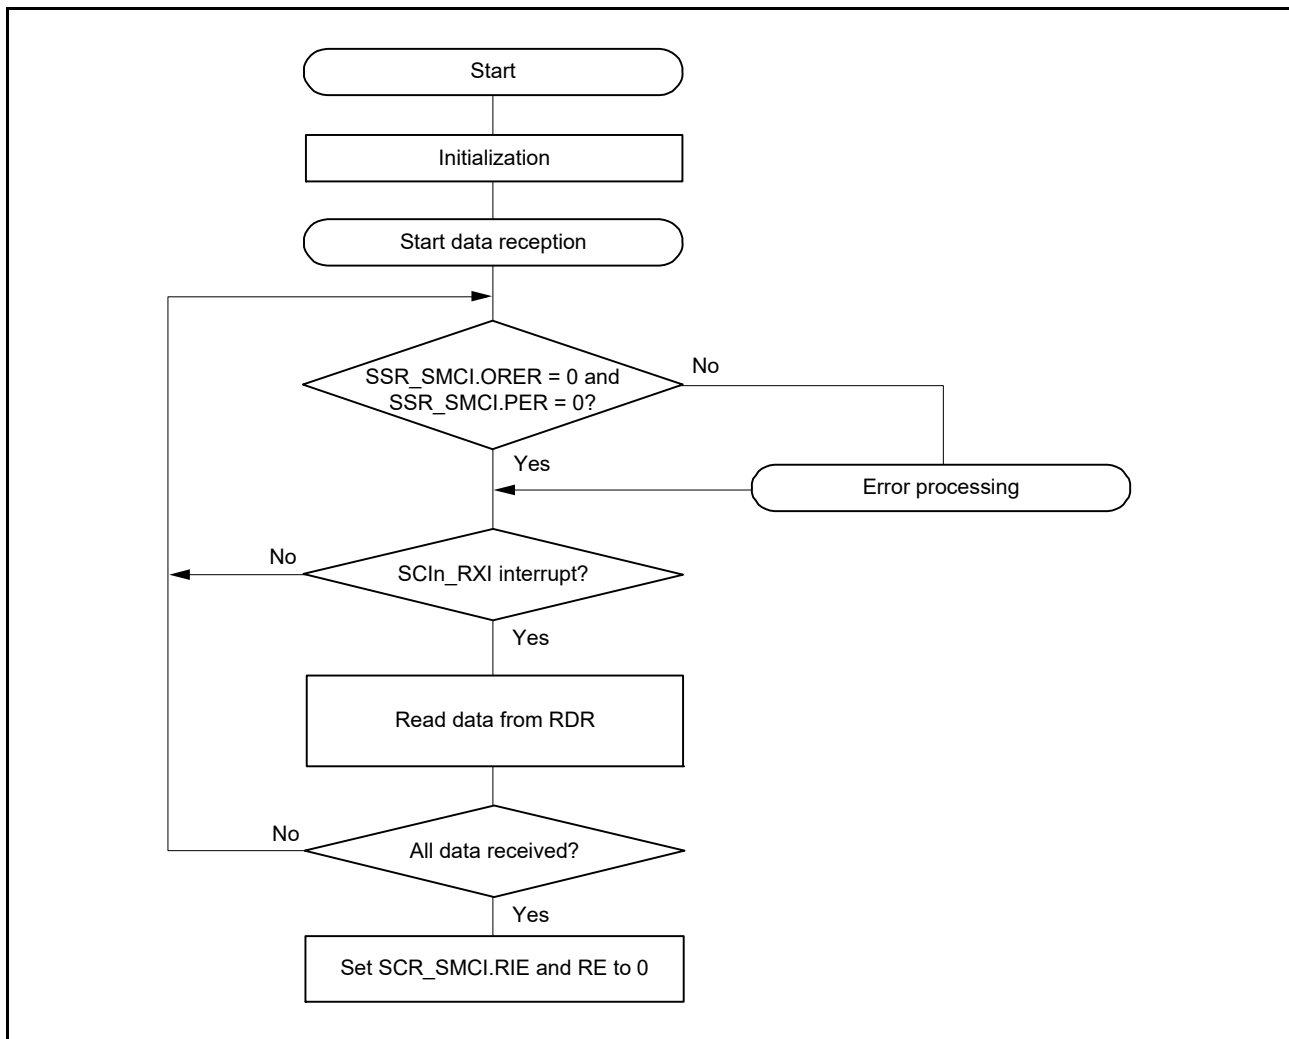 Start
Initialization
Start data reception
SSR_SMCI.ORER = 0 and
SSR_SMCI.PER = 0?
No
Yes
Error processing
No
SCIn_RXI interrupt?
Yes
Read data from RDR
No
All data received?
Yes
Set SCR_SMCI.RIE and RE to 0